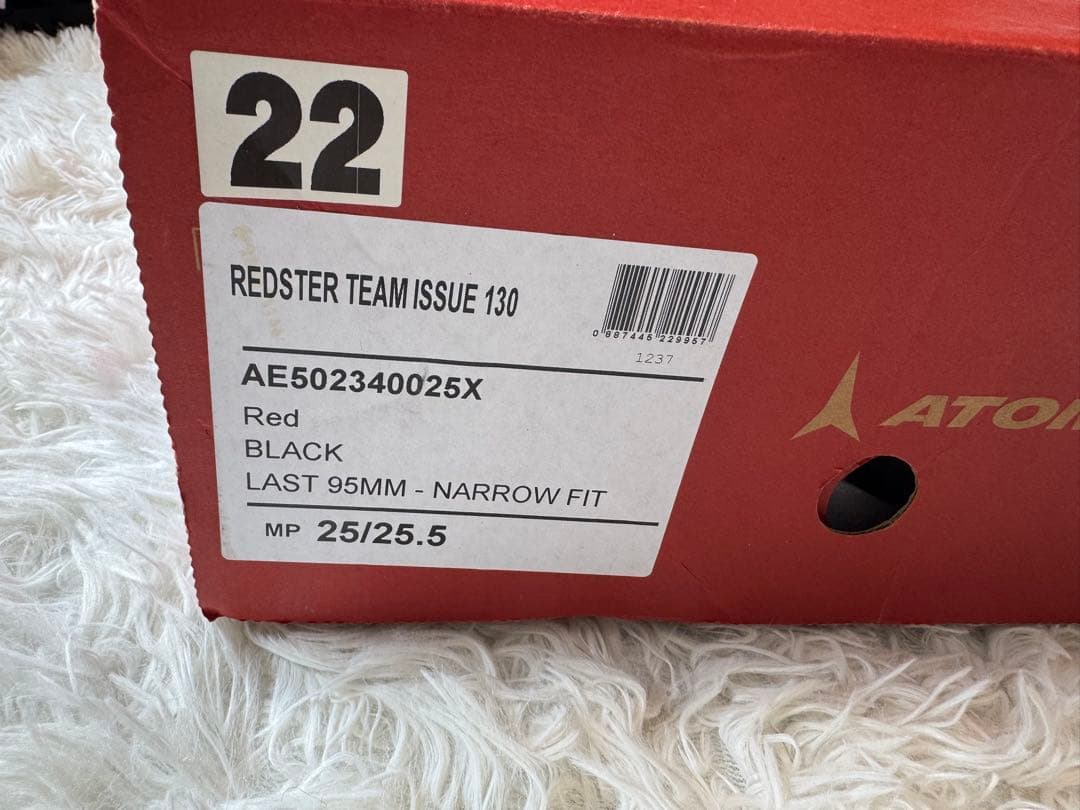 22
REDSTER TEAM ISSUE 130
0 887445 229957
1237
AE502340025X
Red
BLACK
LAST 95MM - NARROW FIT
MP 25/25.5